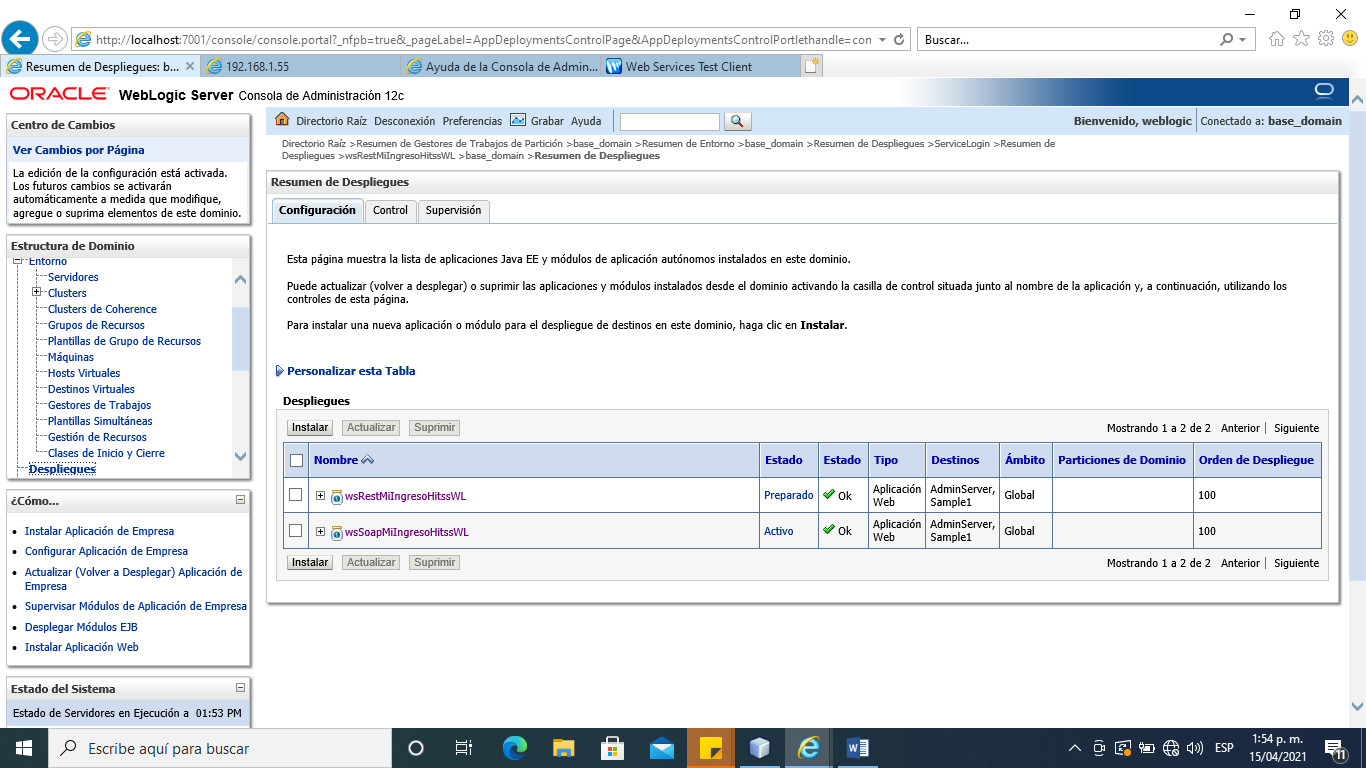 http://localhost:7001/console/console.portal?_nfpb=true&_pageLabel=AppDeploymentsControlPage&AppDeploymentsControlPortlethandle=con
Buscar...
Resumen de Despliegues: b...
192.168.1.55
Ayuda de la Consola de Admin...
Web Services Test Client
ORACLE WebLogic Server Consola de Administración 12c
Centro de Cambios
Ver Cambios por Página
La edición de la configuración está activada.
Los futuros cambios se activarán
automáticamente a medida que modifique,
agregue o suprima elementos de este dominio.
Estructura de Dominio
Entorno
Servidores
Clusters
Clusters de Coherence
Grupos de Recursos
Plantillas de Grupo de Recursos
Máquinas
Hosts Virtuales
Destinos Virtuales
Gestores de Trabajos
Plantillas Simultáneas
Gestión de Recursos
Clases de Inicio y Cierre
Despliegues
¿Cómo...
Instalar Aplicación de Empresa
Configurar Aplicación de Empresa
Actualizar (Volver a Desplegar) Aplicación de
Empresa
Supervisar Módulos de Aplicación de Empresa
Desplegar Módulos EJB
Instalar Aplicación Web
Estado del Sistema
Estado de Servidores en Ejecución a 01:53 PM
Directorio Raíz Desconexión Preferencias Grabar Ayuda
Bienvenido, weblogic Conectado a: base_domain
Directorio Raíz >Resumen de Gestores de Trabajos de Partición >base_domain >Resumen de Entorno >base_domain >Resumen de Despliegues >ServiceLogin >Resumen de
Despliegues >wsRestMiIngresoHitssWL >base_domain >Resumen de Despliegues
Resumen de Despliegues
Configuración Control Supervisión
Esta página muestra la lista de aplicaciones Java EE y módulos de aplicación autónomos instalados en este dominio.
Puede actualizar (volver a desplegar) o suprimir las aplicaciones y módulos instalados desde el dominio activando la casilla de control situada junto al nombre de la aplicación y, a continuación, utilizando los
controles de esta página.
Para instalar una nueva aplicación o módulo para el despliegue de destinos en este dominio, haga clic en Instalar.
Personalizar esta Tabla
Despliegues
Instalar Actualizar Suprimir Mostrando 1 a 2 de 2 Anterior Siguiente
Nombre Estado Estado Tipo Destinos Ámbito Particiones de Dominio Orden de Despliegue
wsRestMiIngresoHitssWL Preparado Ok Aplicación Web AdminServer, Sample1 Global 100
wsSoapMiIngresoHitssWL Activo Ok Aplicación Web AdminServer, Sample1 Global 100
Instalar Actualizar Suprimir Mostrando 1 a 2 de 2 Anterior Siguiente
Escribe aquí para buscar
ESP
1:54 p. m.
15/04/2021
11